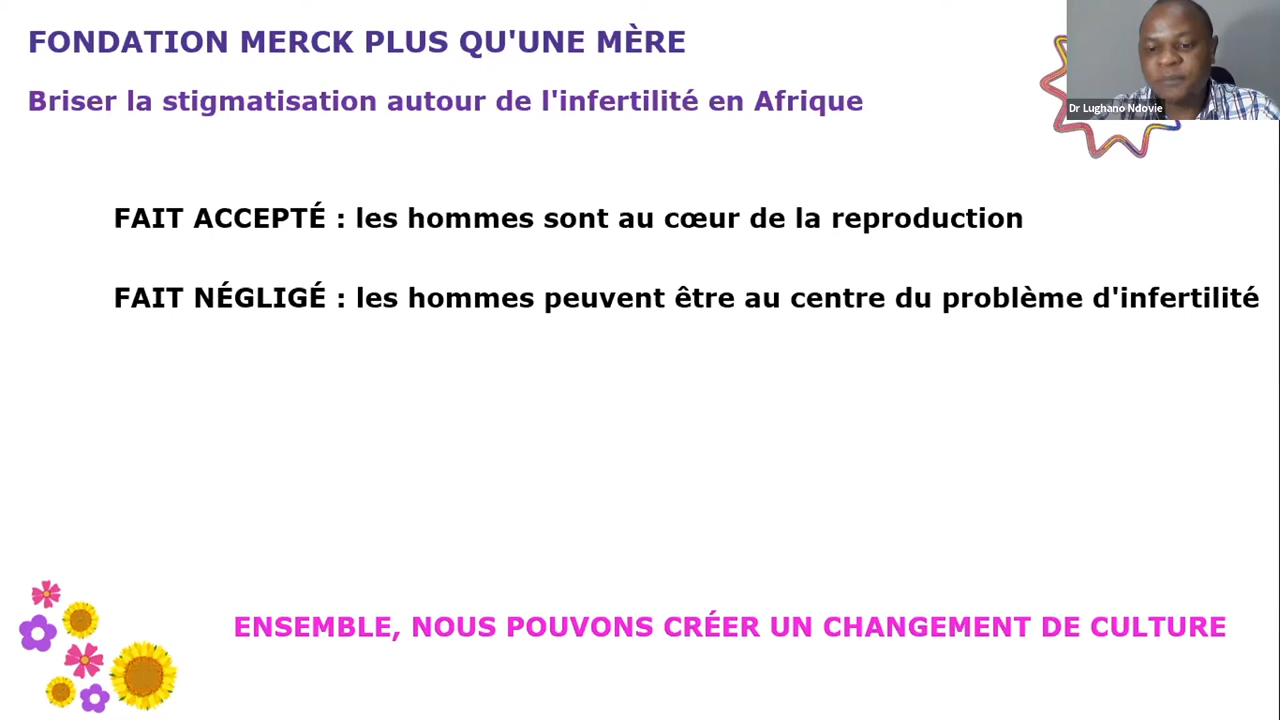 FONDATION MERCK PLUS QU'UNE MÈRE
Briser la stigmatisation autour de l'infertilité en Afrique
Dr Lughano Ndovie
FAIT ACCEPTÉ : les hommes sont au cœur de la reproduction
FAIT NÉGLIGÉ : les hommes peuvent être au centre du problème d'infertilité
ENSEMBLE, NOUS POUVONS CRÉER UN CHANGEMENT DE CULTURE